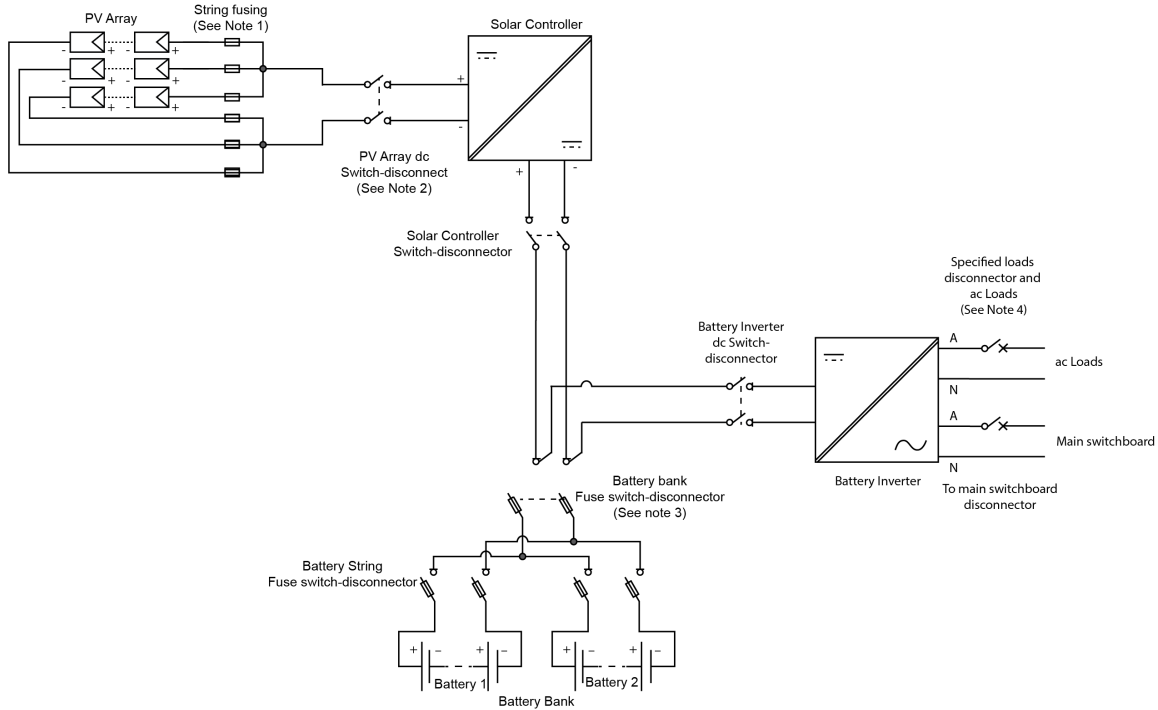 PV Array
String fusing
(See Note 1)
Solar Controller
- + - +
- + - +
- + - +
+
-
PV Array dc
Switch-disconnect
(See Note 2)
+ -
Solar Controller
Switch-disconnector
Specified loads
disconnector and
ac Loads
(See Note 4)
Battery Inverter
dc Switch-
disconnector
A
ac Loads
N
A
Main switchboard
N
Battery Inverter
To main switchboard
disconnector
Battery bank
Fuse switch-disconnector
(See note 3)
Battery String
Fuse switch-disconnector
+ - + - + - + -
Battery 1
Battery 2
Battery Bank